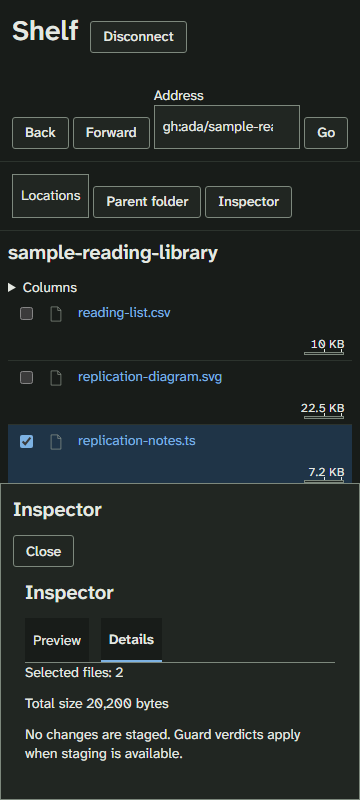 Shelf
Disconnect
Address
Back
Forward
gh:ada/sample-rea
Go
Locations
Parent folder
Inspector
sample-reading-library
Columns
reading-list.csv
10 KB
replication-diagram.svg
22.5 KB
replication-notes.ts
7.2 KB
Inspector
Close
Inspector
Preview
Details
Selected files: 2
Total size 20,200 bytes
No changes are staged. Guard verdicts apply
when staging is available.